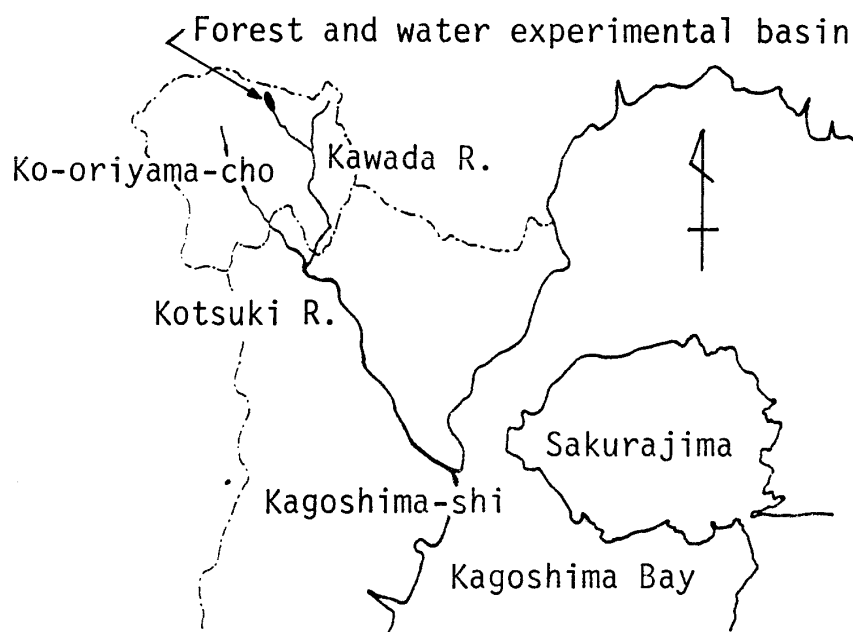 Forest and water experimental basin
Kawada R.
Ko-oriyama-cho
Kotsuki R.
Sakurajima
Kagoshima-shi
Kagoshima Bay